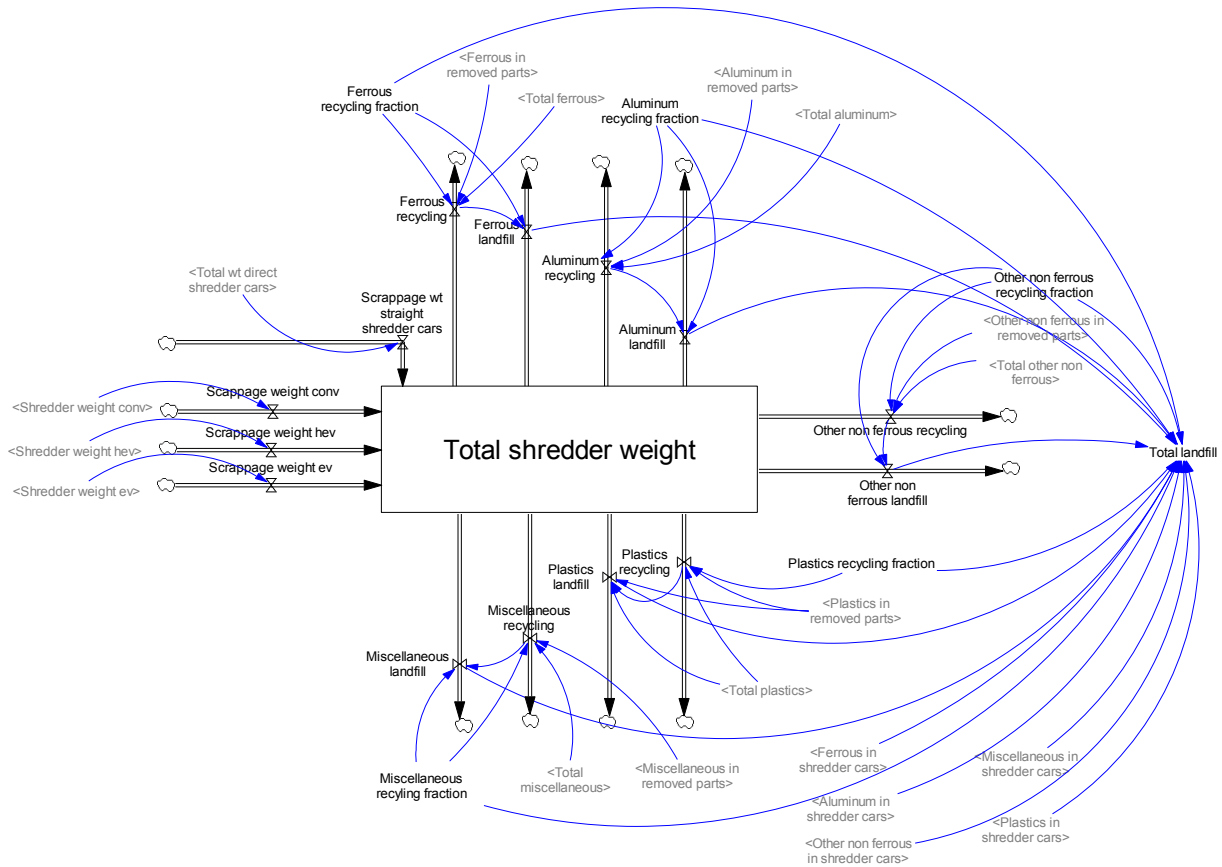 <Ferrous in
removed parts>
<Aluminum in
removed parts>
Ferrous
recycling fraction
<Total ferrous>
Aluminum
recycling fraction
<Total aluminum>
Ferrous
recycling
Ferrous
landfill
Aluminum
recycling
<Total wt direct
shredder cars>
Scrappage wt
straight
shredder cars
Aluminum
landfill
Other non ferrous
recycling fraction
<Other non ferrous in
removed parts>
<Total other non
ferrous>
<Shredder weight conv>
Scappage weight conv
<Shredder weight hev>
Scrappage weight hev
<Shredder weight ev>
Scrappage weight ev
Total shredder weight
Other non ferrous recycling
Other non
ferrous landfill
Total landfill
Plastics
recycling
Plastics
landfill
Plastics recycling fraction
<Plastics in
removed parts>
Miscellaneous
recycling
Miscellaneous
landfill
<Total plastics>
Miscellaneous
recyling fraction
<Total
miscellaneous>
<Miscellaneous in
removed parts>
<Ferrous in
shredder cars>
<Miscellaneous in
shredder cars>
<Aluminum in
shredder cars>
<Plastics in
shredder cars>
<Other non ferrous
in shredder cars>